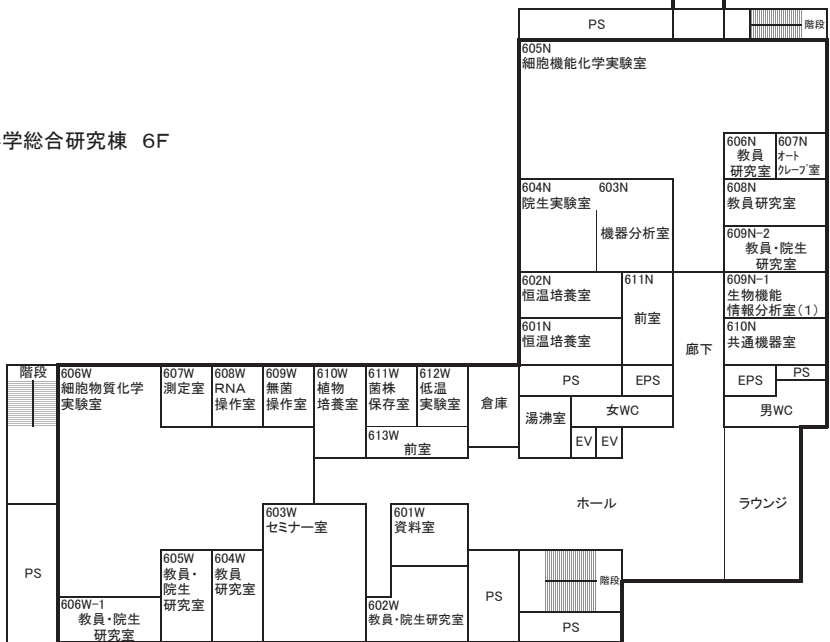 PS
階段
605N
細胞機能化学実験室
学総合研究棟 6F
606N
教員
研究室
607N
オート
クレーブ室
604N
院生実験室
603N
機器分析室
608N
教員研究室
609N-2
教員・院生
研究室
602N
恒温培養室
611N
前室
609N-1
生物機能
情報分析室(1)
601N
恒温培養室
610N
共通機器室
廊下
階段
606W
細胞物質化学
実験室
607W
測定室
608W
RNA
操作室
609W
無菌
操作室
610W
植物
培養室
611W
菌株
保存室
612W
低温
実験室
倉庫
PS
EPS
EPS
PS
湯沸室
女WC
男WC
613W
前室
EV
EV
ホール
ラウンジ
603W
セミナー室
601W
資料室
PS
605W
教員・
院生
研究室
604W
教員
研究室
606W-1
教員・院生
研究室
602W
教員・院生研究室
PS
階段
PS